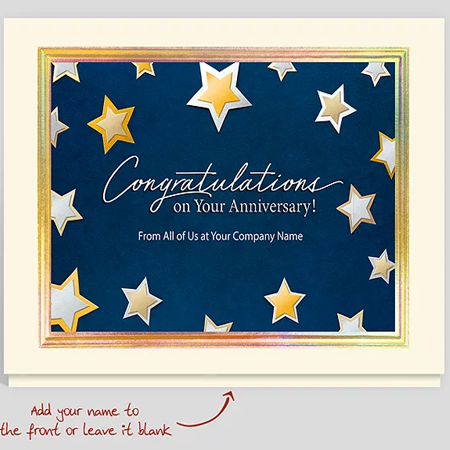 Congratulations
on Your Anniversary!
From All of Us at Your Company Name
Add your name to
the front or leave it blank